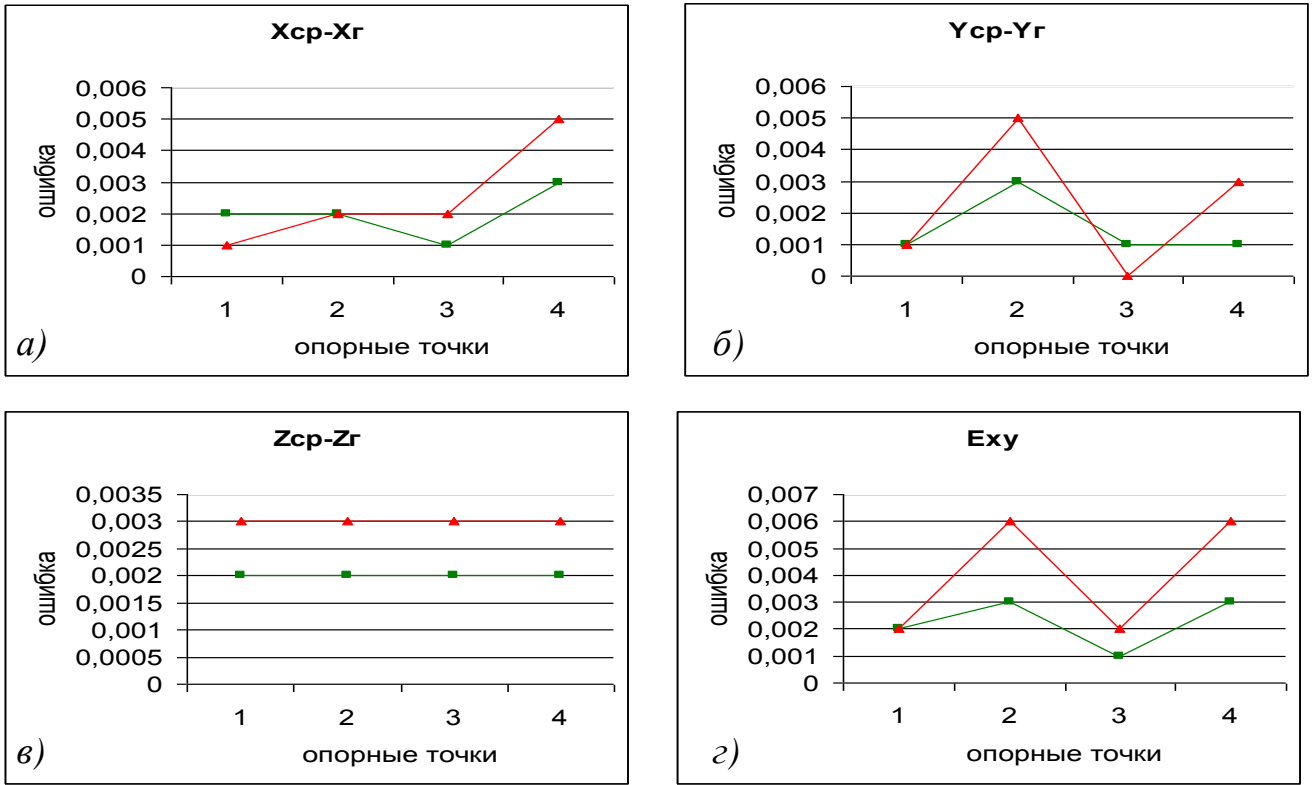 Xср-Xг
ошибка
0,006
0,005
0,004
0,003
0,002
0,001
0
1 2 3 4
опорные точки
а)
Yср-Yг
ошибка
0,006
0,005
0,004
0,003
0,002
0,001
0
1 2 3 4
опорные точки
б)
Zср-Zг
ошибка
0,0035
0,003
0,0025
0,002
0,0015
0,001
0,0005
0
1 2 3 4
опорные точки
в)
Exy
ошибка
0,007
0,006
0,005
0,004
0,003
0,002
0,001
0
1 2 3 4
опорные точки
г)